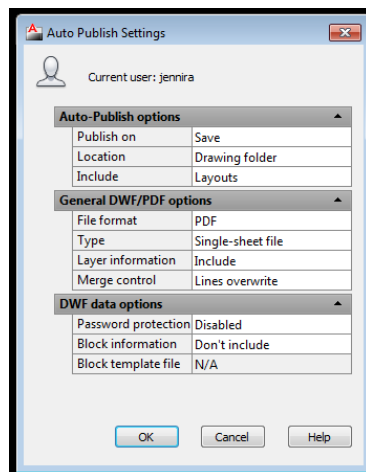 Auto Publish Settings
Current user: jennira
Auto-Publish options
Publish on Save
Location Drawing folder
Include Layouts
General DWF/PDF options
File format PDF
Type Single-sheet file
Layer information Include
Merge control Lines overwrite
DWF data options
Password protection Disabled
Block information Don't include
Block template file N/A
OK Cancel Help